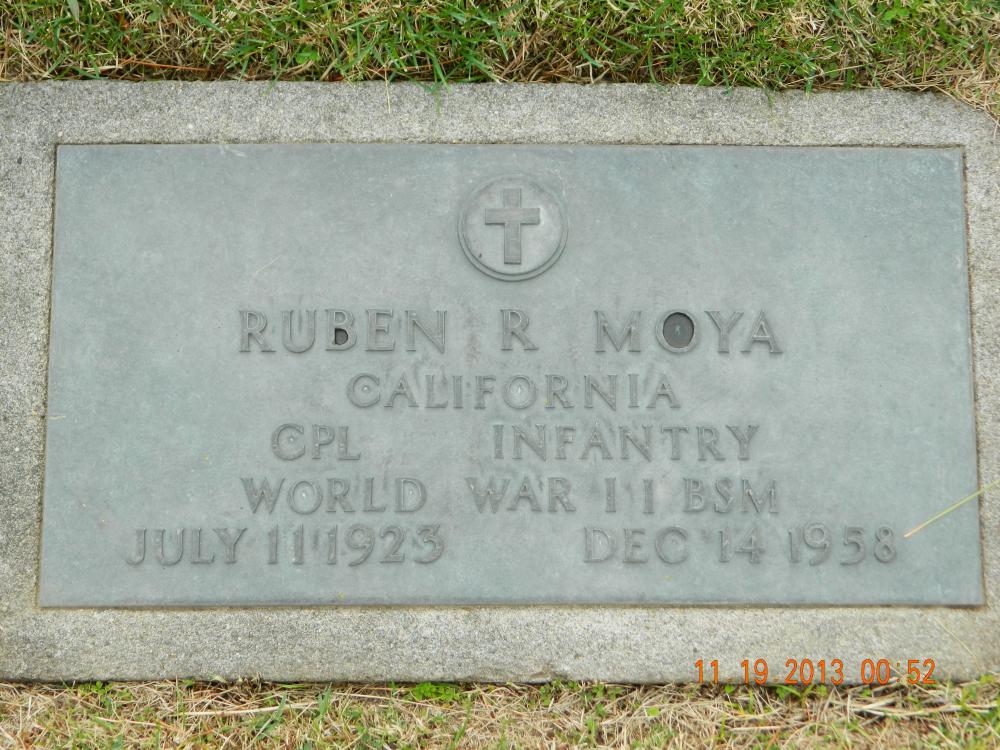 RUBEN R MOYA
CALIFORNIA
CPL INFANTRY
WORLD WAR II BSM
JULY 11 1923 DEC 14 1958
11 19 2013 00:52